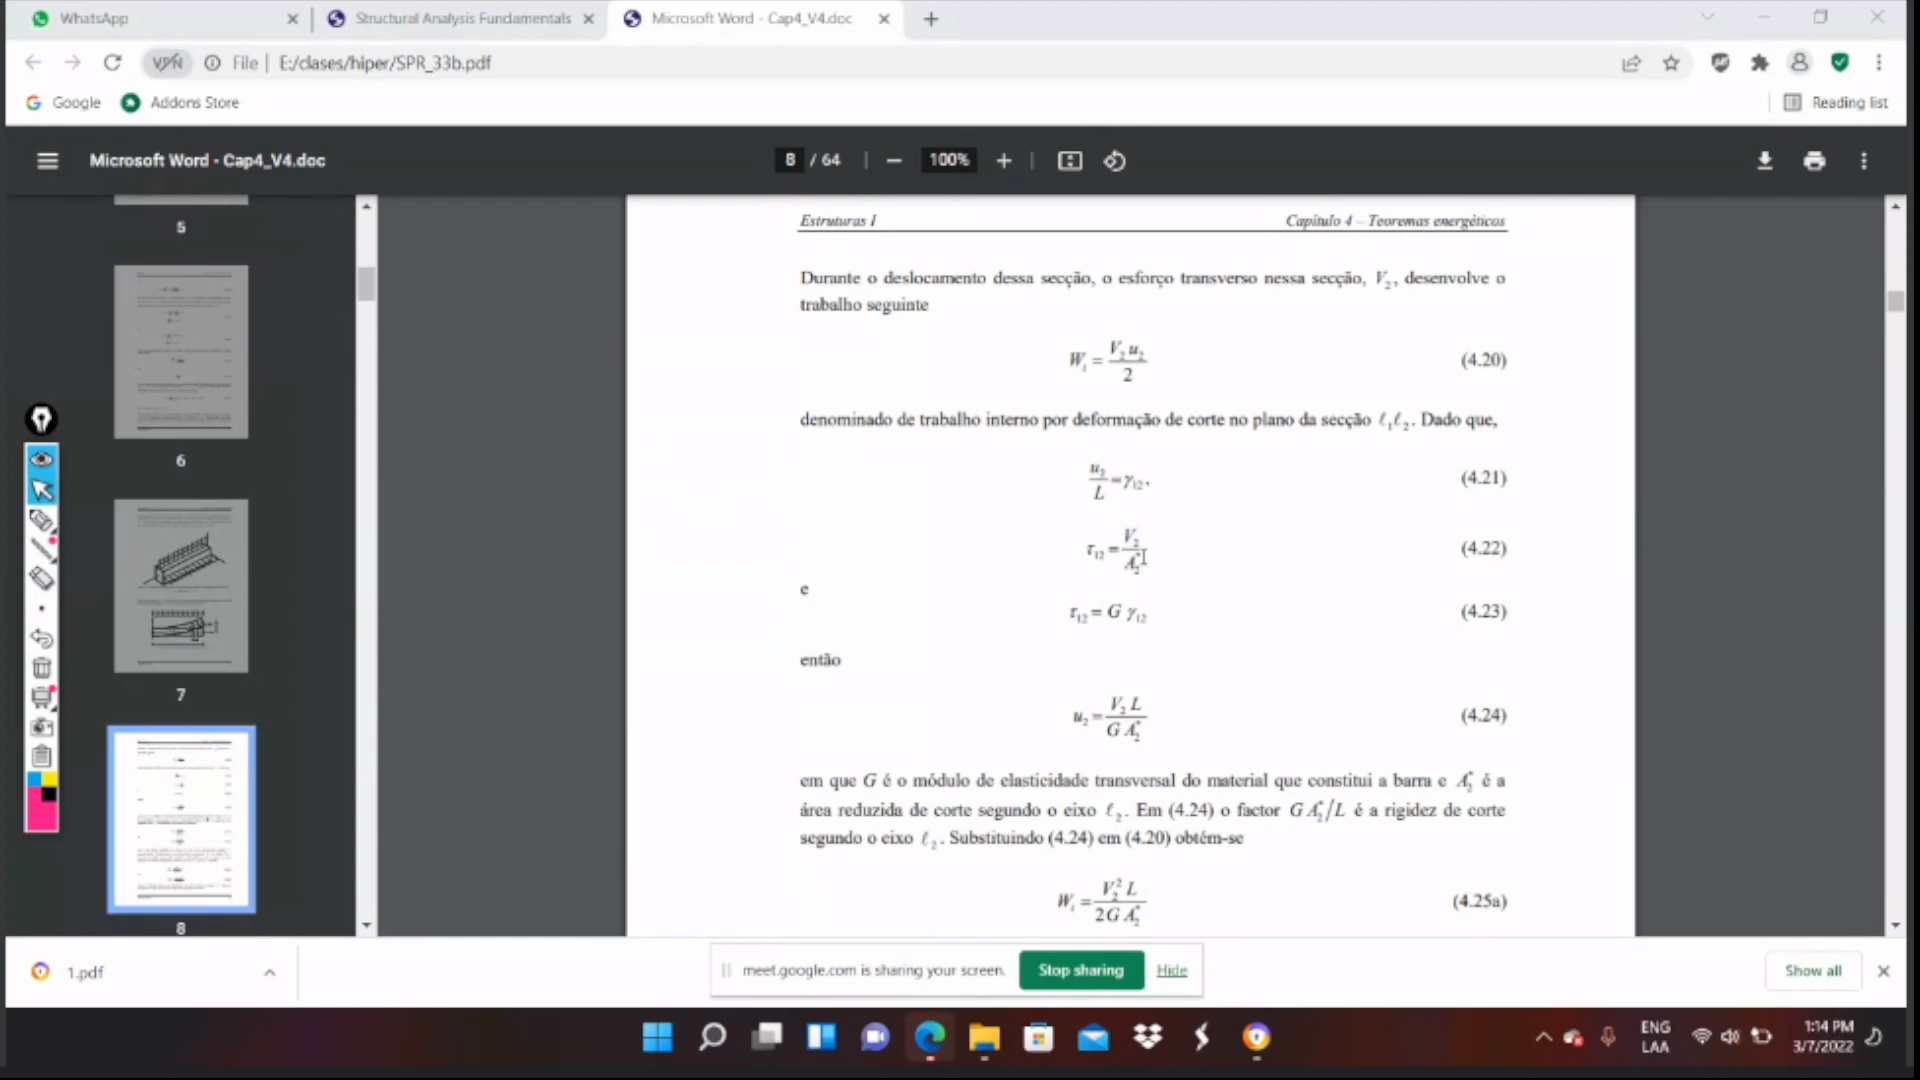 WhatsApp
Structural Analysis Fundamentals
Microsoft Word - Cap4_V4.doc
VPN
File | E:/clases/hiper/SPR_33b.pdf
Google
Addons Store
Reading list
Microsoft Word - Cap4_V4.doc
8 / 64
100%
5
6
7
8
Estruturas I
Capítulo 4 – Teoremas energéticos
Durante o deslocamento dessa secção, o esforço transverso nessa secção, V₂, desenvolve o
trabalho seguinte
Wᵢ = V₂ u₂ / 2 (4.20)
denominado de trabalho interno por deformação de corte no plano da secção ℓ₁ℓ₂. Dado que,
u₂ / L = γ₁₂, (4.21)
τ₁₂ = V₂ / A₂* (4.22)
e
τ₁₂ = G γ₁₂ (4.23)
então
u₂ = V₂ L / G A₂* (4.24)
em que G é o módulo de elasticidade transversal do material que constitui a barra e A₂* é a
área reduzida de corte segundo o eixo ℓ₂. Em (4.24) o factor G A₂*/L é a rigidez de corte
segundo o eixo ℓ₂. Substituindo (4.24) em (4.20) obtém-se
Wᵢ = V₂² L / 2 G A₂* (4.25a)
1.pdf
meet.google.com is sharing your screen.
Stop sharing
Hide
Show all
ENG
LAA
1:14 PM
3/7/2022